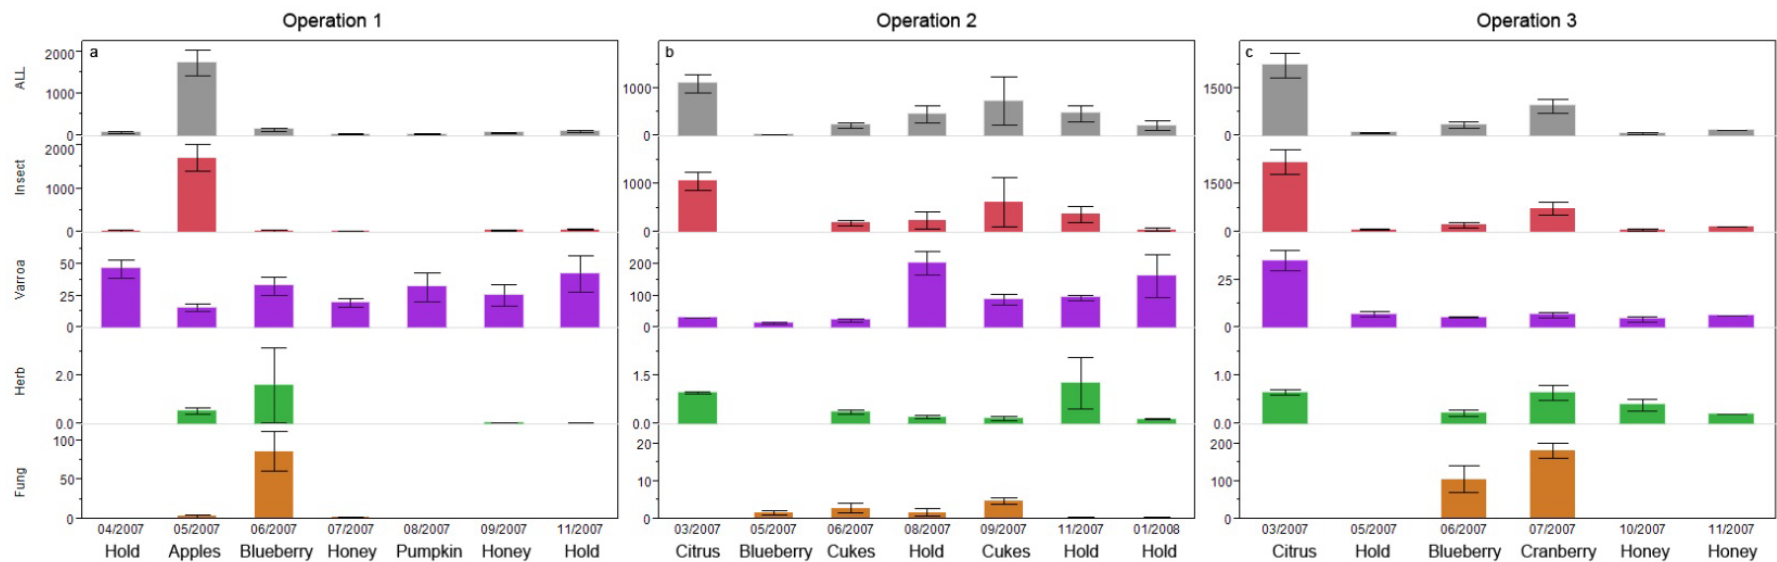 Operation 1 Operation 2 Operation 3
a b c
ALL 2000 1000 0 1000 0 1500 0
Insect 2000 1000 0 1000 0 1500 0
Varroa 50 25 0 200 100 0 25 0
Herb 2.0 0.0 1.5 0.0 1.0 0.0
Fung 100 50 0 20 10 0 200 100 0
04/2007 05/2007 06/2007 07/2007 08/2007 09/2007 11/2007 03/2007 05/2007 06/2007 08/2007 09/2007 11/2007 01/2008 03/2007 05/2007 06/2007 07/2007 10/2007 11/2007
Hold Apples Blueberry Honey Pumpkin Honey Hold Citrus Blueberry Cukes Hold Cukes Hold Hold Citrus Hold Blueberry Cranberry Honey Honey